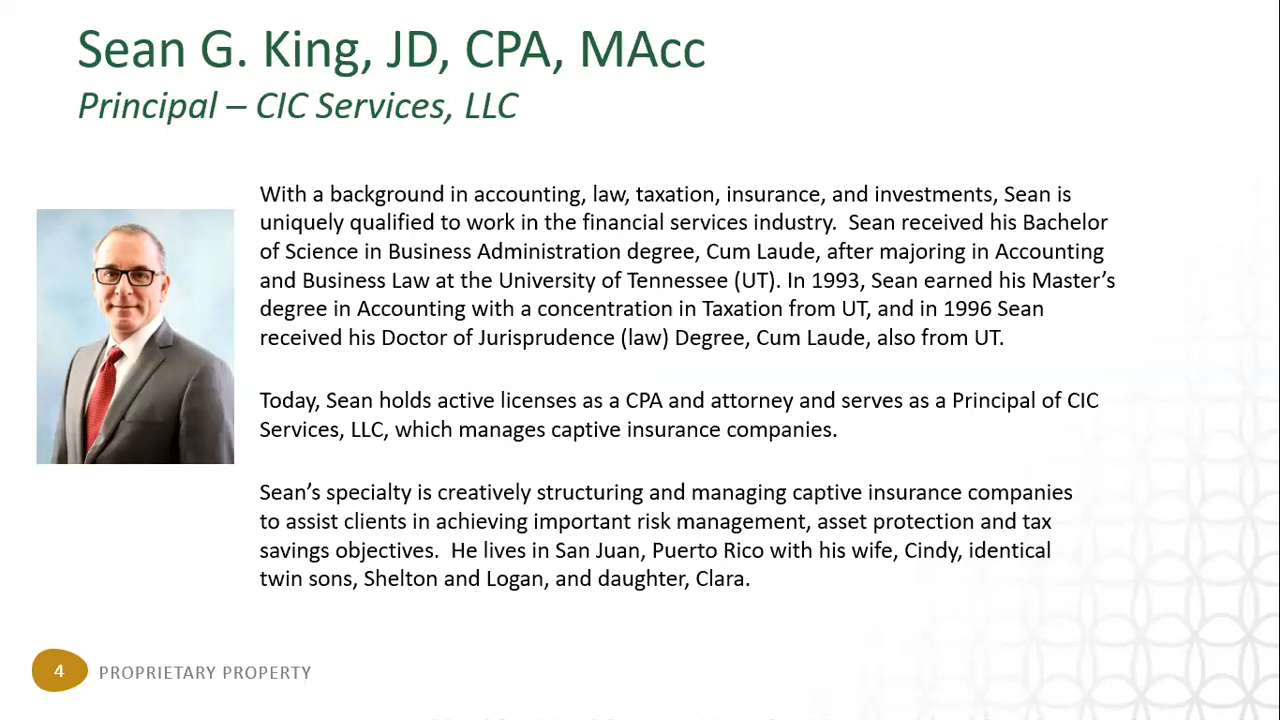 Sean G. King, JD, CPA, MAcc
Principal – CIC Services, LLC
With a background in accounting, law, taxation, insurance, and investments, Sean is
uniquely qualified to work in the financial services industry.  Sean received his Bachelor
of Science in Business Administration degree, Cum Laude, after majoring in Accounting
and Business Law at the University of Tennessee (UT). In 1993, Sean earned his Master’s
degree in Accounting with a concentration in Taxation from UT, and in 1996 Sean
received his Doctor of Jurisprudence (law) Degree, Cum Laude, also from UT.
Today, Sean holds active licenses as a CPA and attorney and serves as a Principal of CIC
Services, LLC, which manages captive insurance companies.
Sean’s specialty is creatively structuring and managing captive insurance companies
to assist clients in achieving important risk management, asset protection and tax
savings objectives.  He lives in San Juan, Puerto Rico with his wife, Cindy, identical
twin sons, Shelton and Logan, and daughter, Clara.
4 PROPRIETARY PROPERTY